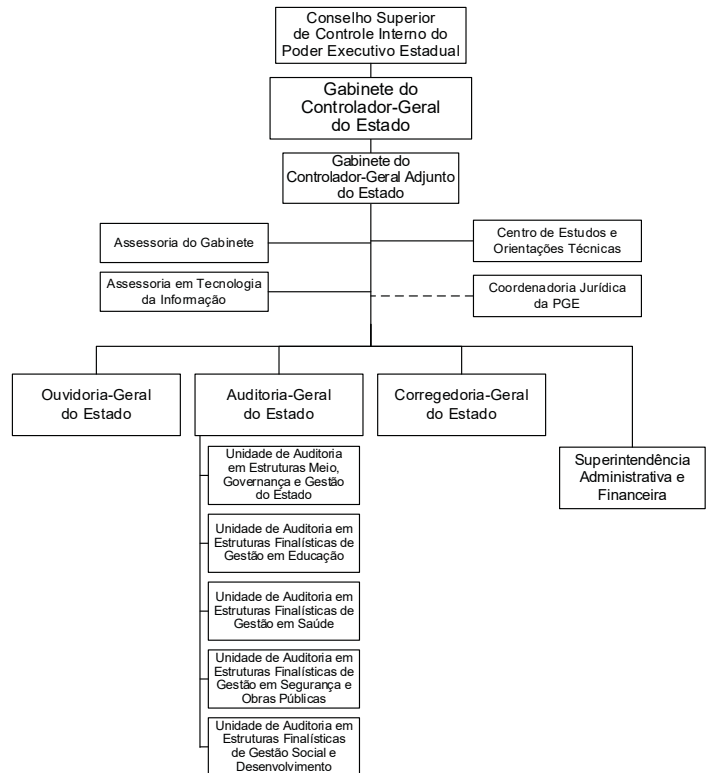 Conselho Superior
de Controle Interno do
Poder Executivo Estadual
Gabinete do
Controlador-Geral
do Estado
Gabinete do
Controlador-Geral Adjunto
do Estado
Assessoria do Gabinete
Centro de Estudos e
Orientações Técnicas
Assessoria em Tecnologia
da Informação
Coordenadoria Jurídica
da PGE
Ouvidoria-Geral
do Estado
Auditoria-Geral
do Estado
Corregedoria-Geral
do Estado
Superintendência
Administrativa e
Financeira
Unidade de Auditoria
em Estruturas Meio,
Governança e Gestão
do Estado
Unidade de Auditoria em
Estruturas Finalísticas de
Gestão em Educação
Unidade de Auditoria em
Estruturas Finalísticas de
Gestão em Saúde
Unidade de Auditoria em
Estruturas Finalísticas de
Gestão em Segurança e
Obras Públicas
Unidade de Auditoria em
Estruturas Finalísticas
de Gestão Social e
Desenvolvimento